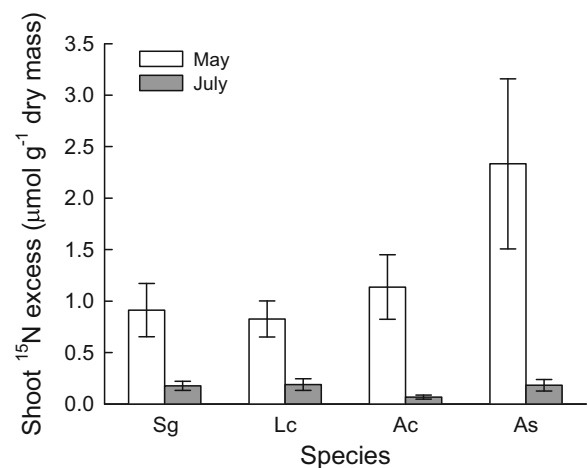 Shoot ¹⁵N excess (μmol g⁻¹ dry mass)
3.5
3.0
2.5
2.0
1.5
1.0
0.5
0.0
May
July
Sg Lc Ac As
Species